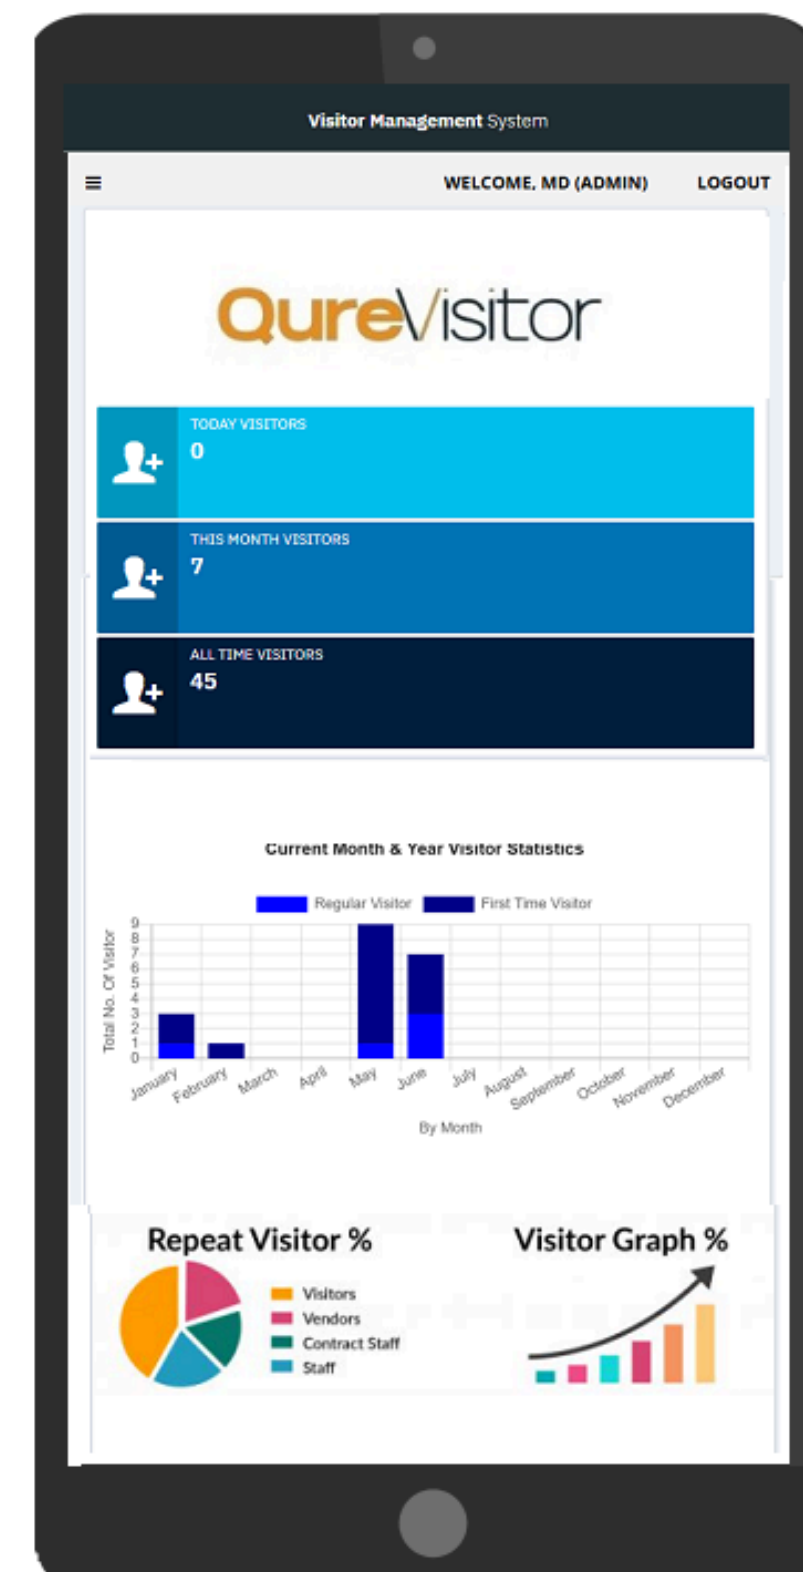 Visitor Management System
≡ WELCOME, MD (ADMIN) LOGOUT
QureVisitor
TODAY VISITORS
0
THIS MONTH VISITORS
7
ALL TIME VISITORS
45
Current Month & Year Visitor Statistics
Regular Visitor First Time Visitor
Total No. Of Visitor
9
8
7
6
5
4
3
2
1
0
January February March April May June July August September October November December
By Month
Repeat Visitor %
Visitors
Vendors
Contract Staff
Staff
Visitor Graph %